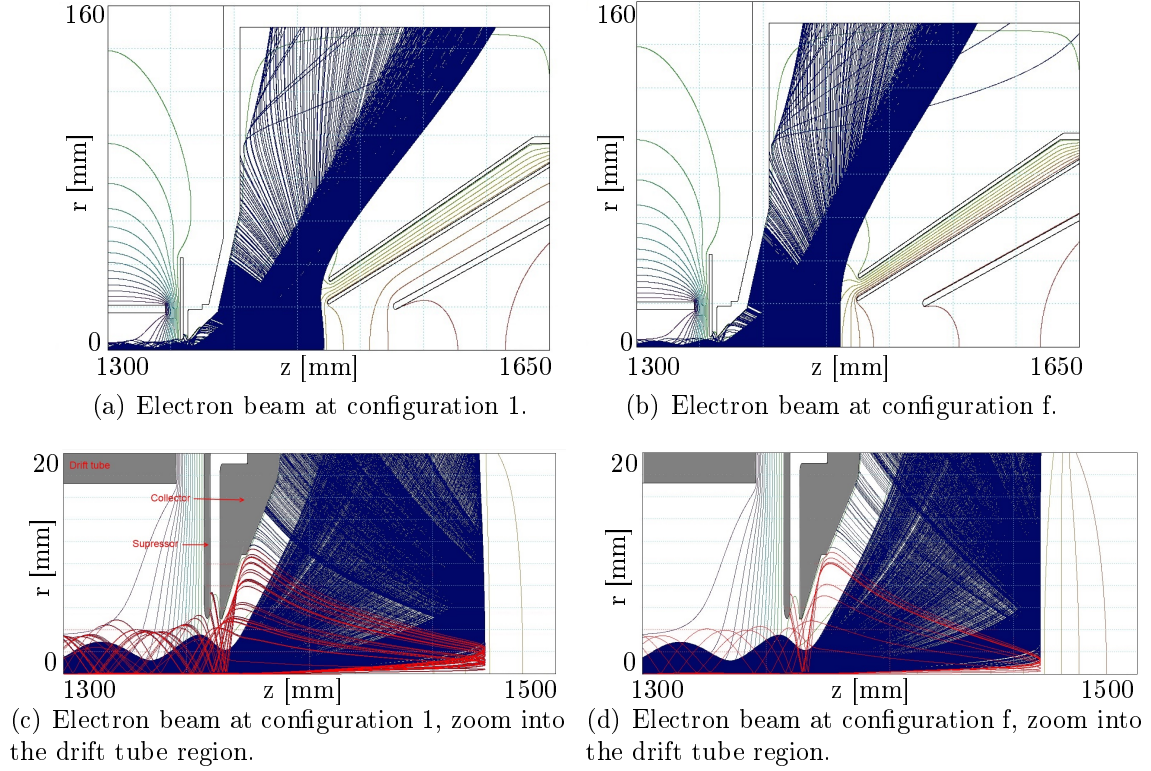 160
r [mm]
0
1300
z [mm]
1650
(a) Electron beam at configuration 1.
160
r [mm]
0
1300
z [mm]
1650
(b) Electron beam at configuration f.
20
Drift tube
Collector
Supressor
r [mm]
0
1300
z [mm]
1500
(c) Electron beam at configuration 1, zoom into
the drift tube region.
20
r [mm]
0
1300
z [mm]
1500
(d) Electron beam at configuration f, zoom into
the drift tube region.